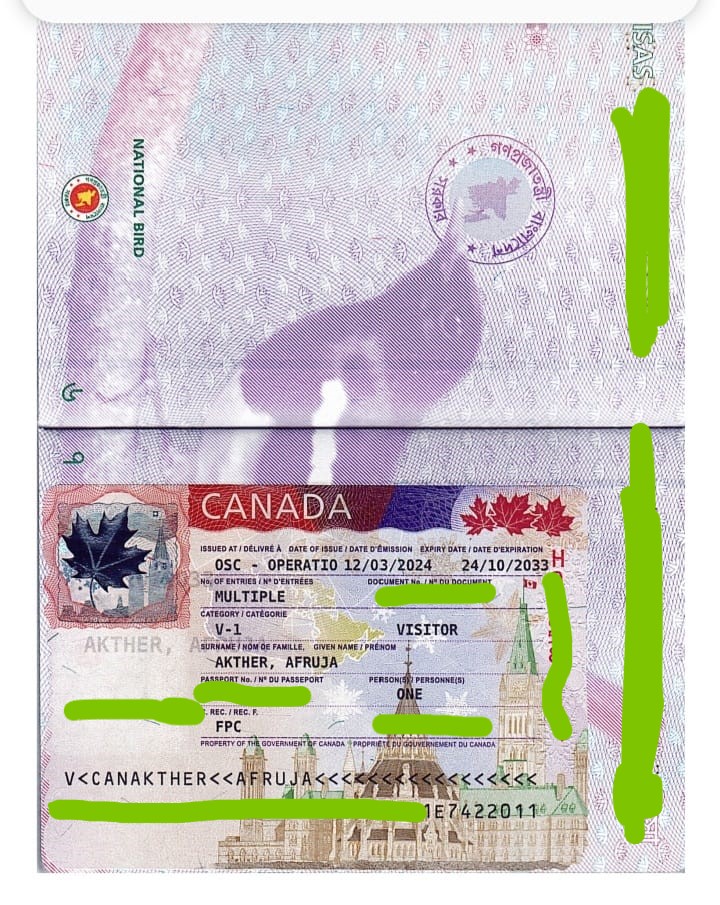 VISAS
NATIONAL BIRD
গণপ্রজাতন্ত্রী বাংলাদেশ
সরকার
৬
৭
CANADA
ISSUED AT / DÉLIVRÉ À DATE OF ISSUE / DATE D'ÉMISSION EXPIRY DATE / DATE D'EXPIRATION
OSC - OPERATIO 12/03/2024 24/10/2033
No. OF ENTRIES / Nº D'ENTRÉES DOCUMENT No. / Nº DU DOCUMENT
MULTIPLE
CATEGORY / CATÉGORIE
V-1 VISITOR
SURNAME / NOM DE FAMILLE, GIVEN NAME / PRÉNOM
AKTHER, AFRUJA
AKTHER, AFRUJA
PASSPORT No. / Nº DU PASSEPORT PERSON(S) / PERSONNE(S)
ONE
REC. / REC. F.
FPC
PROPERTY OF THE GOVERNMENT OF CANADA PROPRIÉTÉ DU GOUVERNEMENT DU CANADA
V<CANAKTHER<<AFRUJA<<<<<<<<<<<<<<<<<
1E7422011